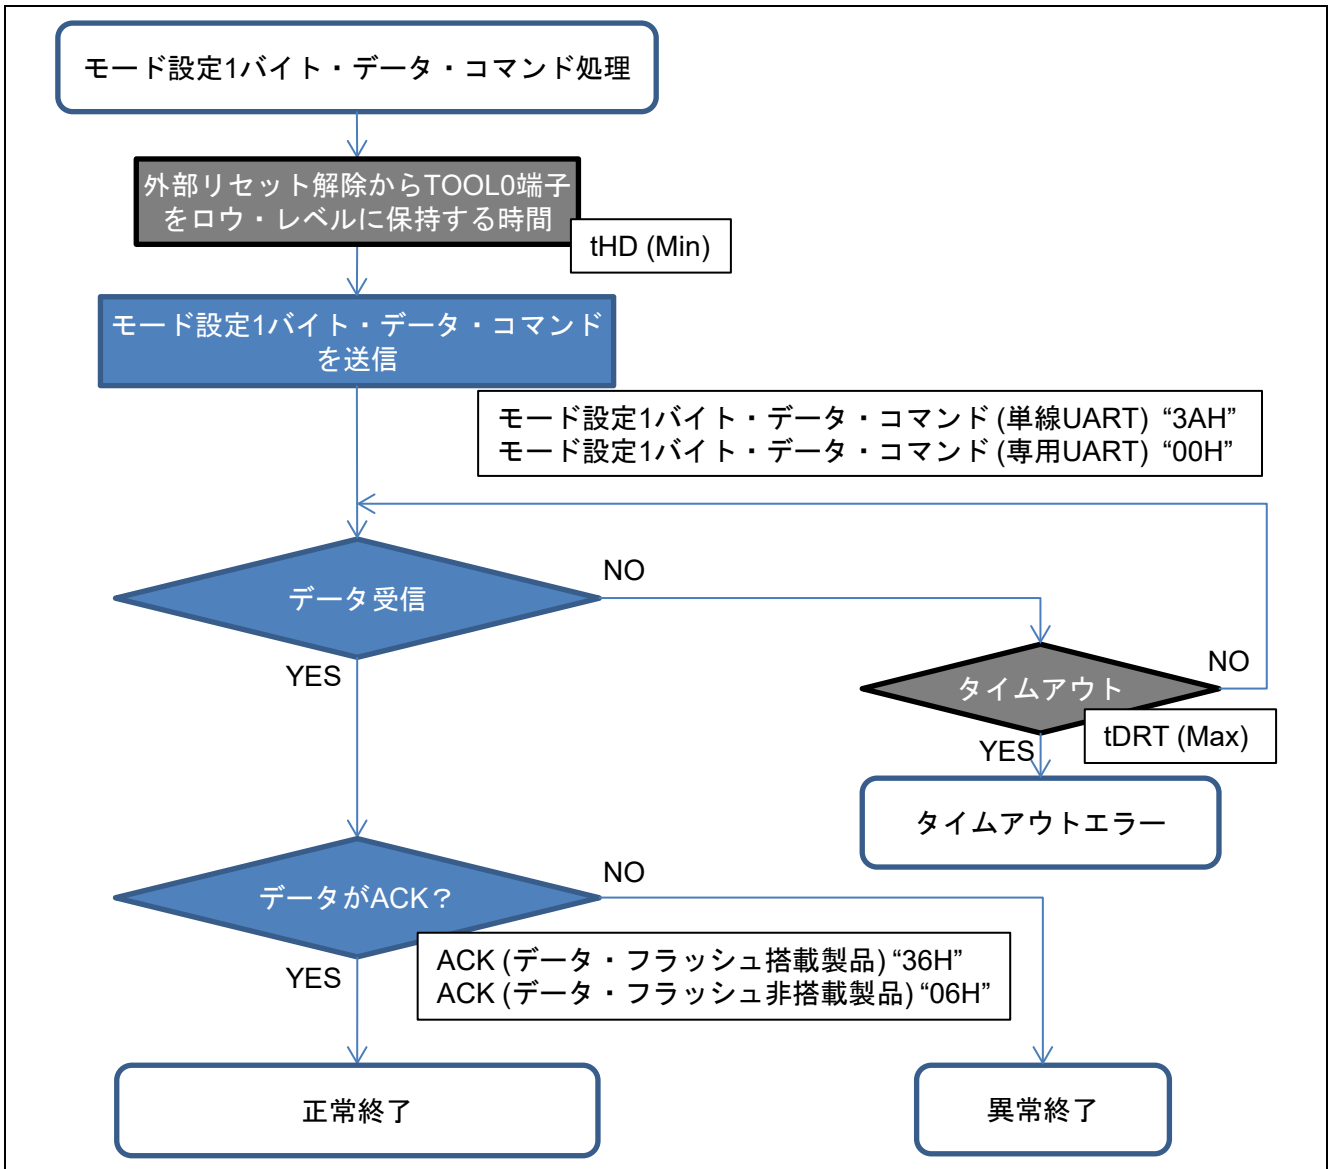 モード設定1バイト・データ・コマンド処理
外部リセット解除からTOOL0端子
をロウ・レベルに保持する時間
tHD (Min)
モード設定1バイト・データ・コマンド
を送信
モード設定1バイト・データ・コマンド (単線UART) “3AH”
モード設定1バイト・データ・コマンド (専用UART) “00H”
データ受信
NO
YES
タイムアウト
NO
tDRT (Max)
YES
タイムアウトエラー
データがACK？
NO
YES
ACK (データ・フラッシュ搭載製品) “36H”
ACK (データ・フラッシュ非搭載製品) “06H”
正常終了
異常終了